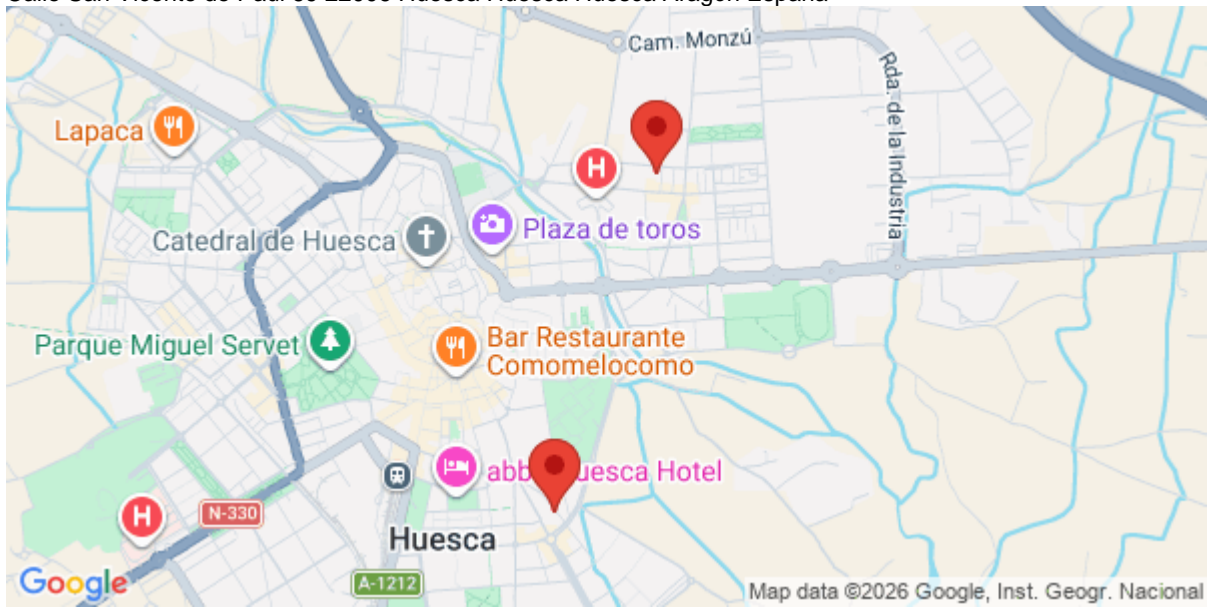 Cam. Monzú
Rda. de la Industria
Lapaca
H
Plaza de toros
Catedral de Huesca
Bar Restaurante
Comomelocomo
Parque Miguel Servet
Huesca Hotel
H
N-330
Huesca
A-1212
Google
Map data ©2026 Google, Inst. Geogr. Nacional